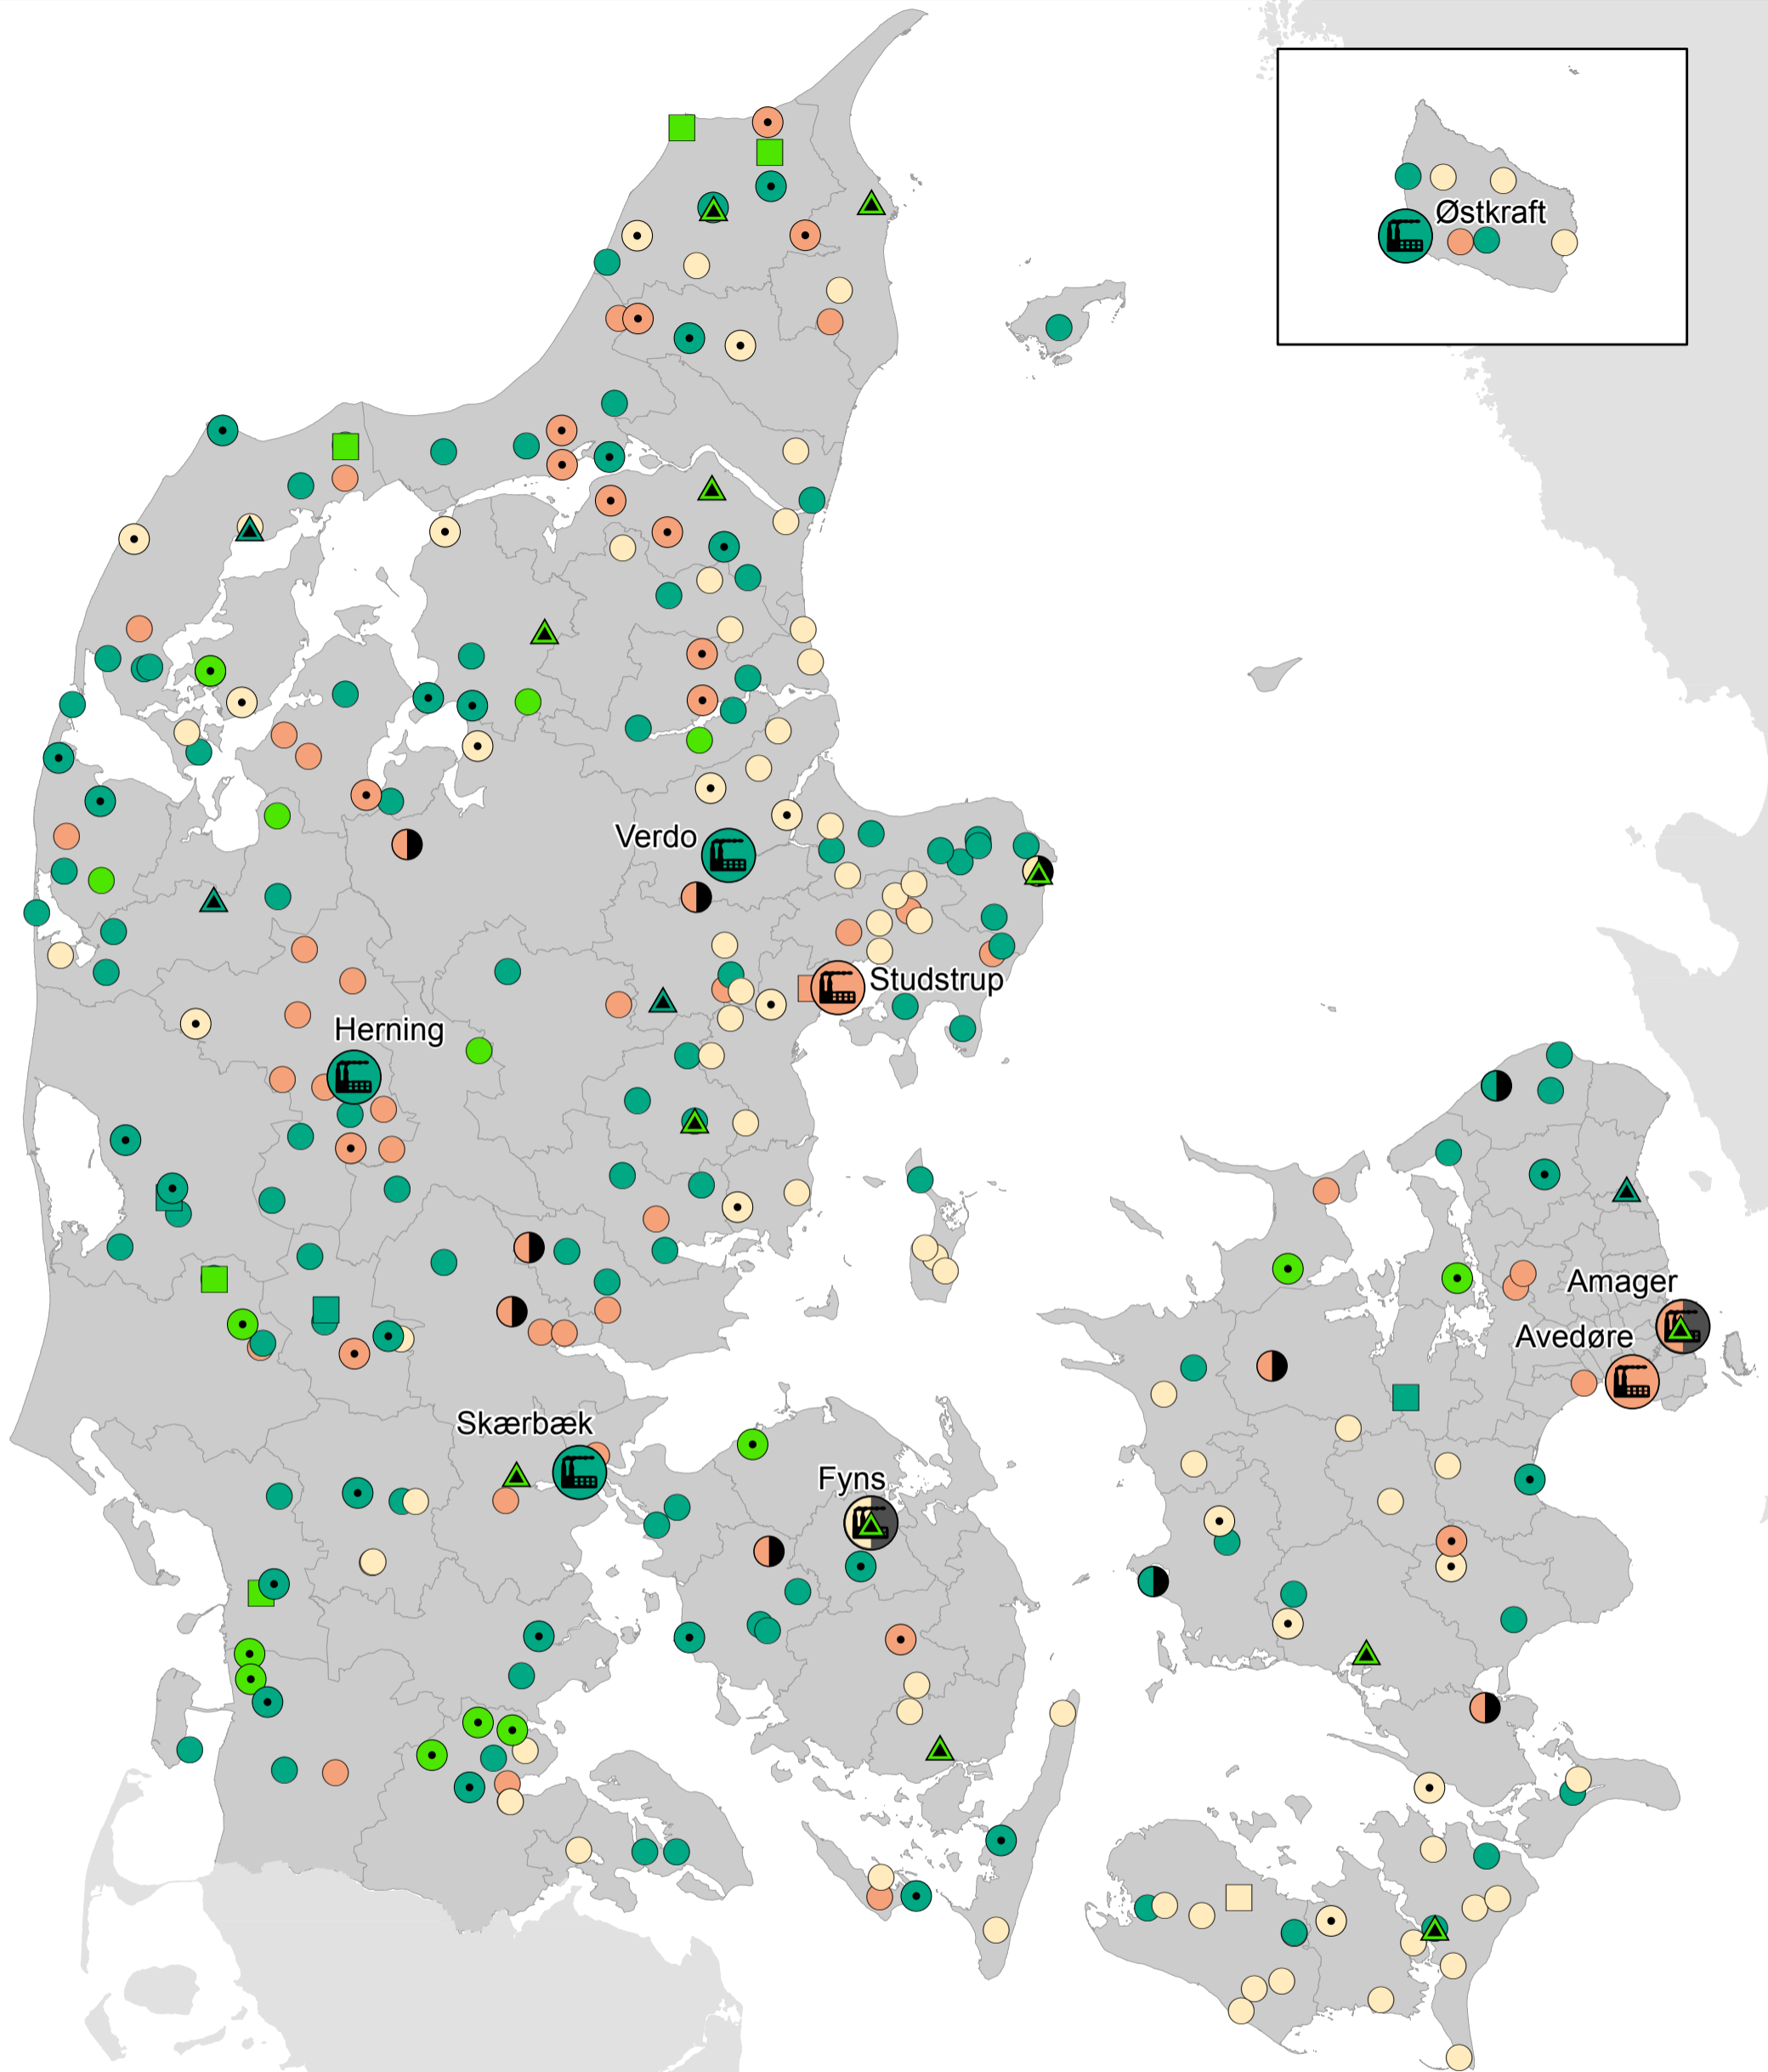 Østkraft
Verdo
Studstrup
Herning
Amager
Avedøre
Skærbæk
Fyns